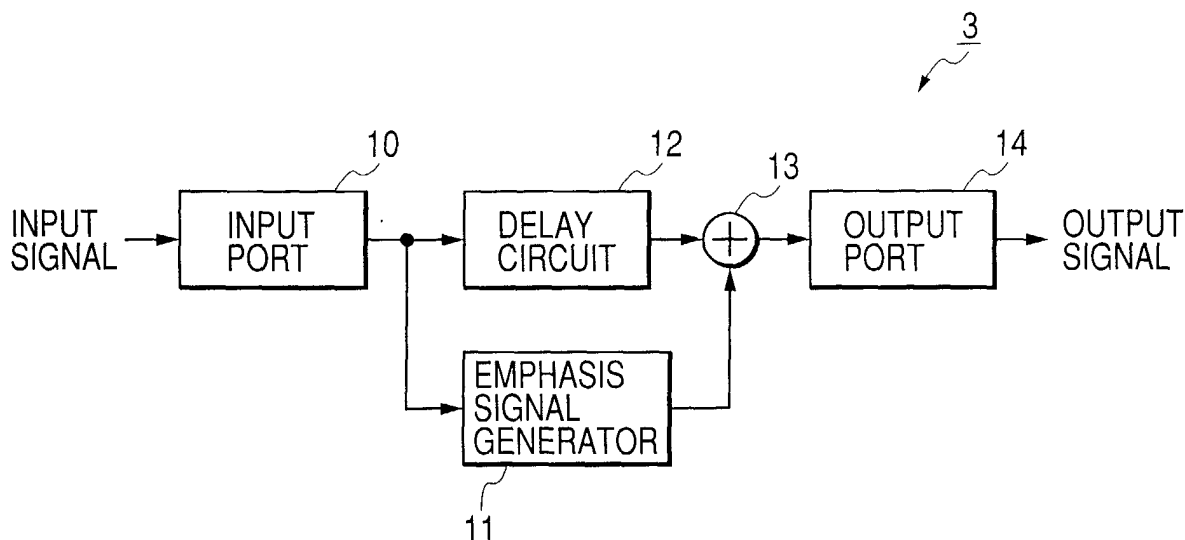 3
10
12
13
14
INPUT
SIGNAL
INPUT
PORT
DELAY
CIRCUIT
+
OUTPUT
PORT
OUTPUT
SIGNAL
EMPHASIS
SIGNAL
GENERATOR
11